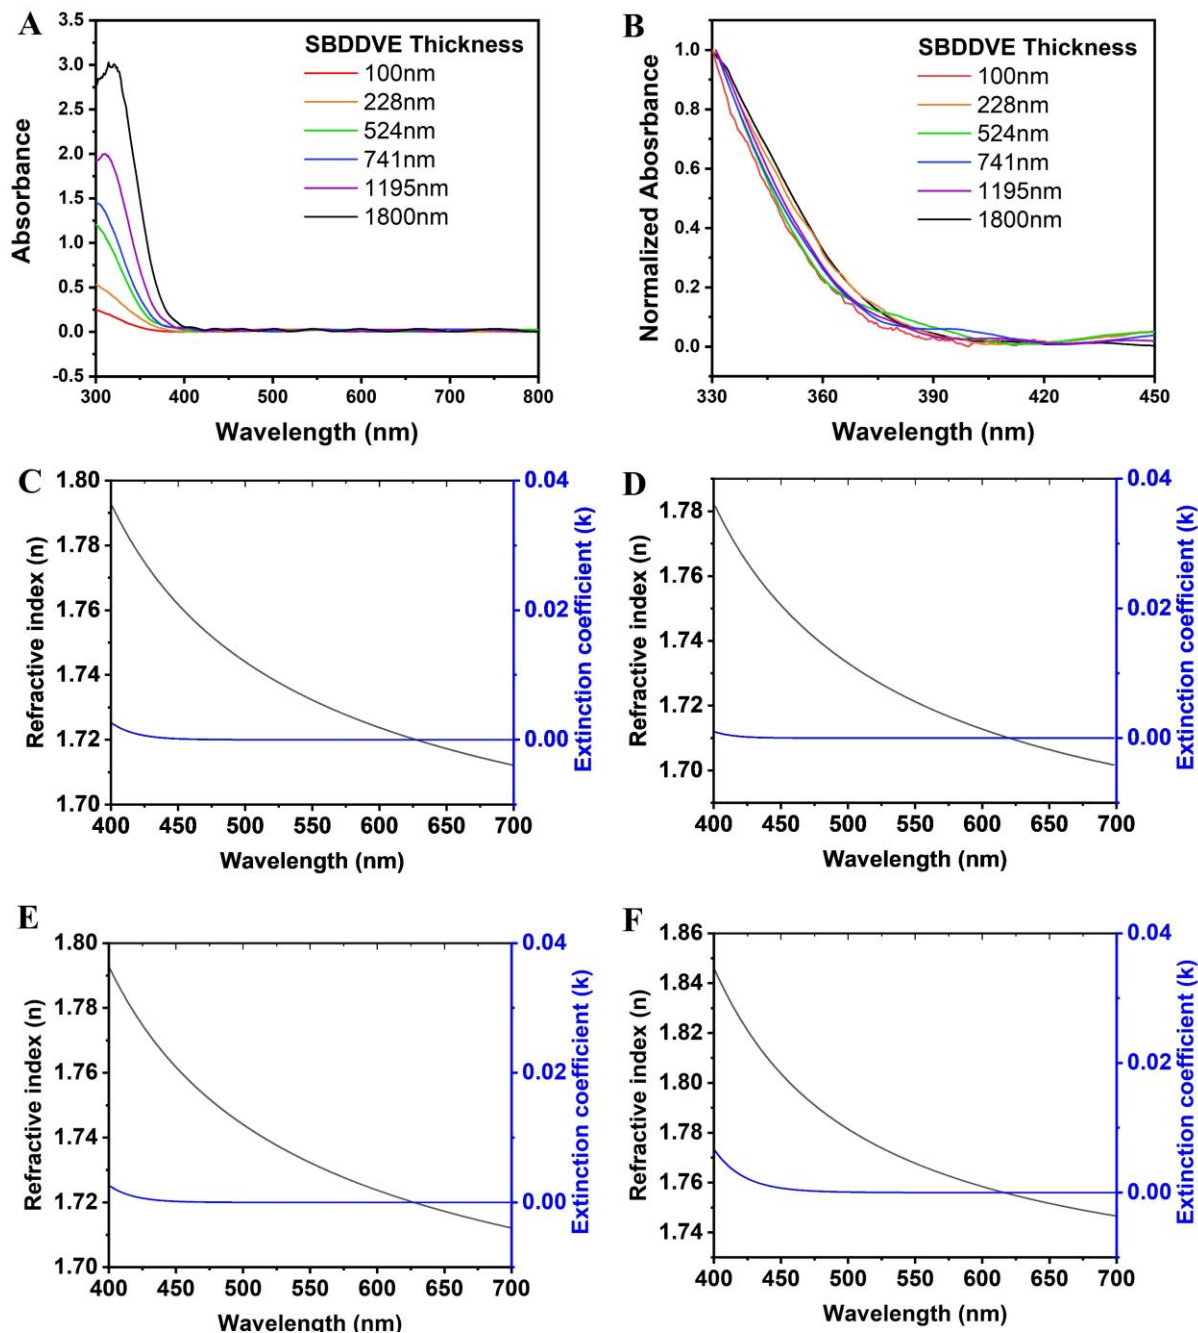 A
3.5
3.0
2.5
2.0
1.5
1.0
0.5
0.0
-0.5
300 400 500 600 700 800
Absorbance
Wavelength (nm)
SBDDVE Thickness
100nm
228nm
524nm
741nm
1195nm
1800nm
B
1.0
0.8
0.6
0.4
0.2
0.0
330 360 390 420 450
Normalized Abosrbance
Wavelength (nm)
SBDDVE Thickness
100nm
228nm
524nm
741nm
1195nm
1800nm
C
1.80
1.78
1.76
1.74
1.72
1.70
400 450 500 550 600 650 700
Refractive index (n)
Wavelength (nm)
0.04
0.02
0.00
Extinction coefficient (k)
D
1.78
1.76
1.74
1.72
1.70
400 450 500 550 600 650 700
Refractive index (n)
Wavelength (nm)
0.04
0.02
0.00
Extinction coefficient (k)
E
1.80
1.78
1.76
1.74
1.72
1.70
400 450 500 550 600 650 700
Refractive index (n)
Wavelength (nm)
0.04
0.02
0.00
Extinction coefficient (k)
F
1.86
1.84
1.82
1.80
1.78
1.76
1.74
400 450 500 550 600 650 700
Refractive index (n)
Wavelength (nm)
0.04
0.02
0.00
Extinction coefficient (k)